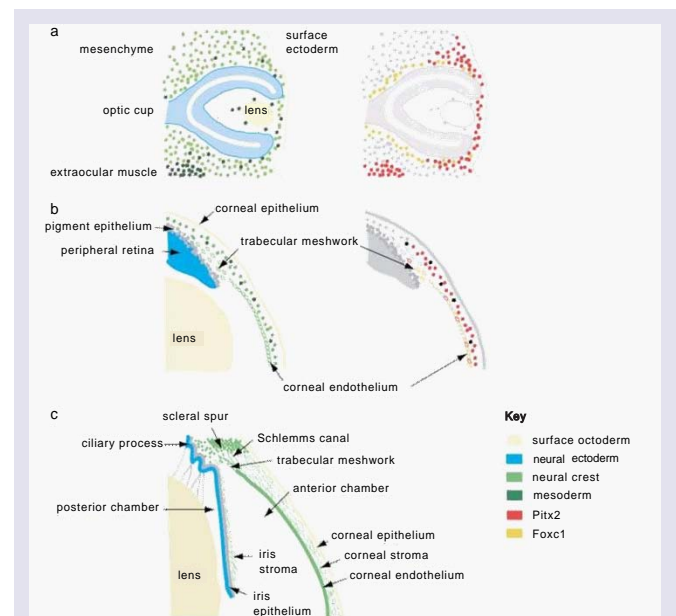 a
surface
ectoderm
mesenchyme
optic cup
lens
extraocular muscle
b
corneal epithelium
pigment epithelium
trabecular meshwork
peripheral retina
lens
corneal endothelium
c
scleral spur
Key
ciliary process
Schlemms canal
trabecular meshwork
anterior chamber
posterior chamber
corneal epithelium
iris
stroma
corneal stroma
lens
corneal endothelium
iris
epithelium
surface octoderm
neural ectoderm
neural crest
mesoderm
Pitx2
Foxc1